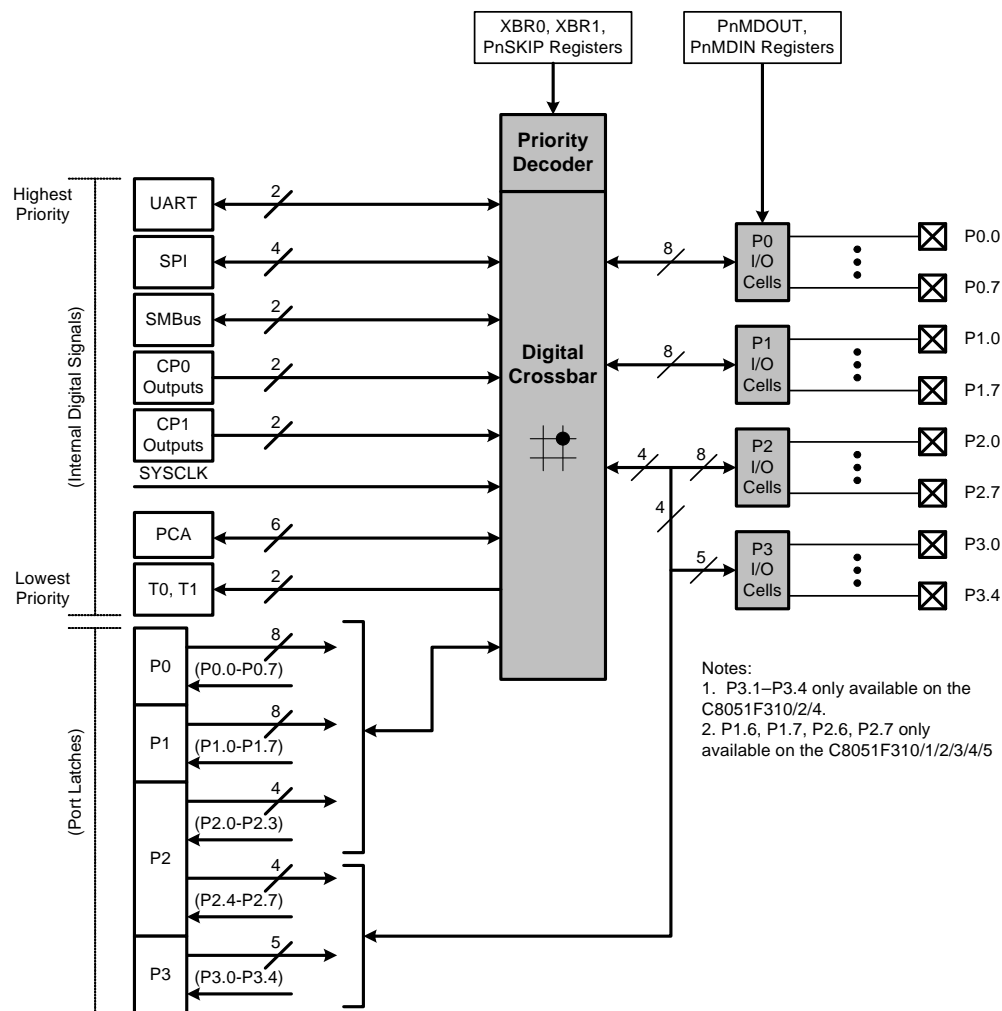 XBR0, XBR1,
PnSKIP Registers
PnMDOUT,
PnMDIN Registers
Priority
Decoder
Highest
Priority
UART
2
SPI
4
SMBus
2
CP0
Outputs
2
CP1
Outputs
2
SYSCLK
PCA
6
Lowest
Priority
T0, T1
2
(Internal Digital Signals)
Digital
Crossbar
8
P0
I/O
Cells
P0.0
P0.7
8
P1
I/O
Cells
P1.0
P1.7
4
8
P2
I/O
Cells
P2.0
P2.7
4
5
P3
I/O
Cells
P3.0
P3.4
(Port Latches)
P0
8
(P0.0-P0.7)
P1
8
(P1.0-P1.7)
P2
4
(P2.0-P2.3)
4
(P2.4-P2.7)
P3
5
(P3.0-P3.4)
Notes:
1. P3.1–P3.4 only available on the
C8051F310/2/4.
2. P1.6, P1.7, P2.6, P2.7 only
available on the C8051F310/1/2/3/4/5